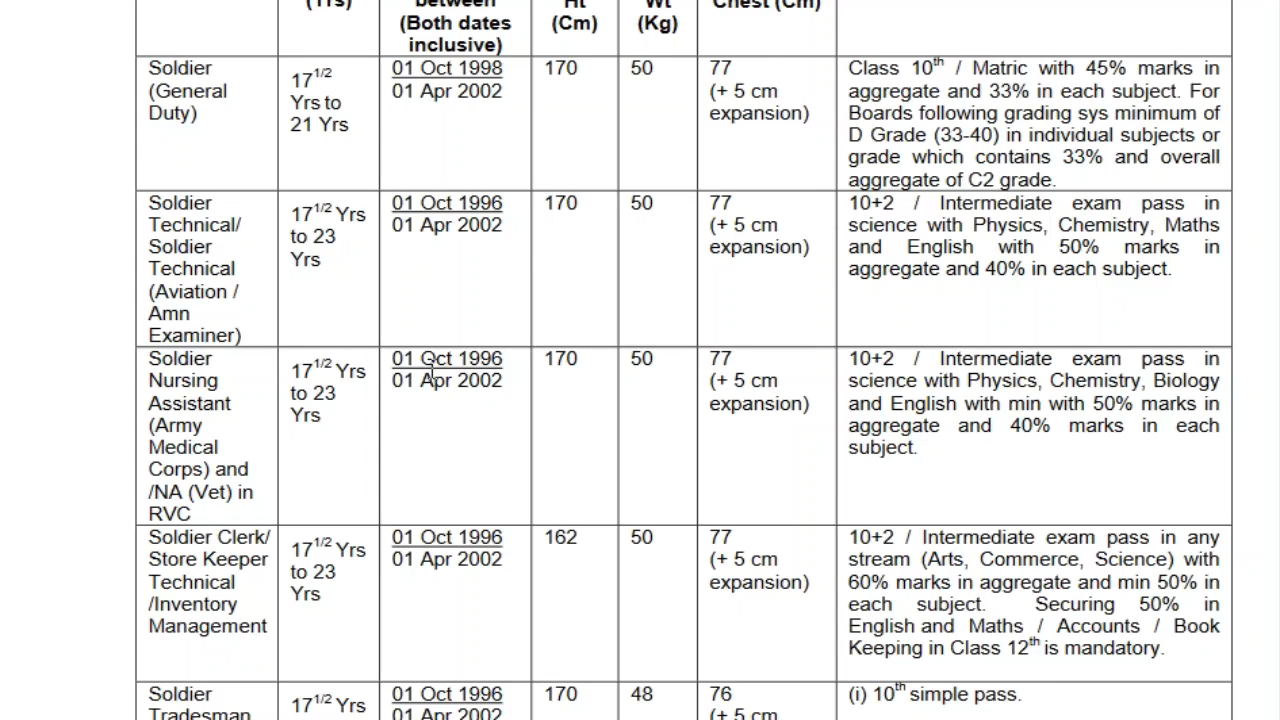 (Yrs)
between
(Both dates
inclusive)
Ht
(Cm)
Wt
(Kg)
Chest (Cm)
Soldier
(General
Duty)
17 1/2
Yrs to
21 Yrs
01 Oct 1998
01 Apr 2002
170
50
77
(+ 5 cm
expansion)
Class 10th / Matric with 45% marks in
aggregate and 33% in each subject. For
Boards following grading sys minimum of
D Grade (33-40) in individual subjects or
grade which contains 33% and overall
aggregate of C2 grade.
Soldier
Technical/
Soldier
Technical
(Aviation /
Amn
Examiner)
17 1/2 Yrs
to 23
Yrs
01 Oct 1996
01 Apr 2002
170
50
77
(+ 5 cm
expansion)
10+2 / Intermediate exam pass in
science with Physics, Chemistry, Maths
and English with 50% marks in
aggregate and 40% in each subject.
Soldier
Nursing
Assistant
(Army
Medical
Corps) and
/NA (Vet) in
RVC
17 1/2 Yrs
to 23
Yrs
01 Oct 1996
01 Apr 2002
170
50
77
(+ 5 cm
expansion)
10+2 / Intermediate exam pass in
science with Physics, Chemistry, Biology
and English with min with 50% marks in
aggregate and 40% marks in each
subject.
Soldier Clerk/
Store Keeper
Technical
/Inventory
Management
17 1/2 Yrs
to 23
Yrs
01 Oct 1996
01 Apr 2002
162
50
77
(+ 5 cm
expansion)
10+2 / Intermediate exam pass in any
stream (Arts, Commerce, Science) with
60% marks in aggregate and min 50% in
each subject. Securing 50% in
English and Maths / Accounts / Book
Keeping in Class 12th is mandatory.
Soldier
Tradesman
17 1/2 Yrs
01 Oct 1996
01 Apr 2002
170
48
76
(+ 5 cm
(i) 10th simple pass.